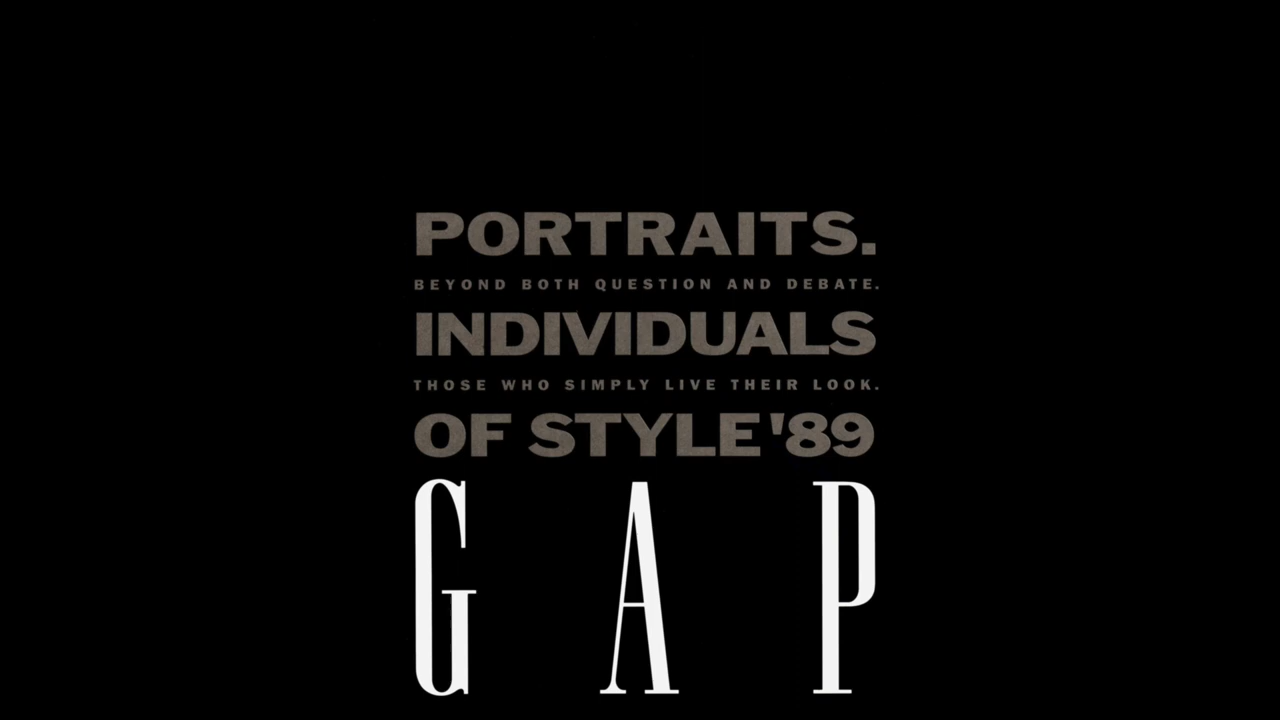 PORTRAITS.
BEYOND BOTH QUESTION AND DEBATE.
INDIVIDUALS
THOSE WHO SIMPLY LIVE THEIR LOOK.
OF STYLE '89
GAP